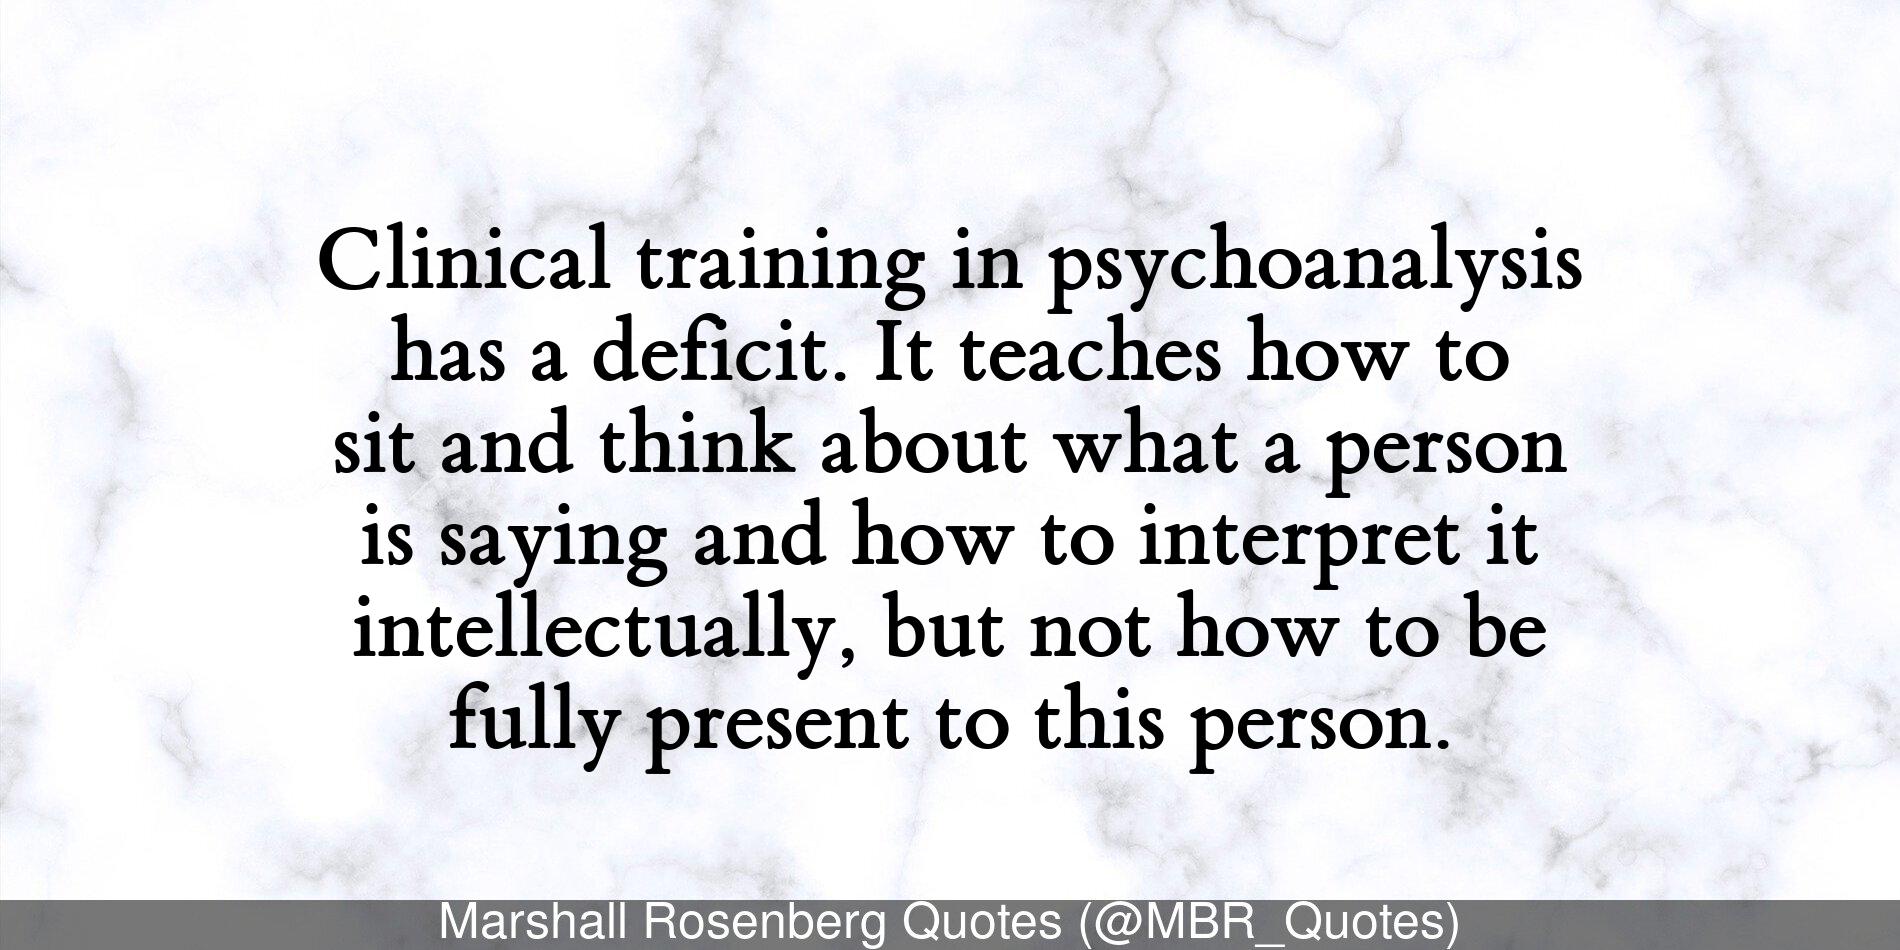 Clinical training in psychoanalysis
has a deficit. It teaches how to
sit and think about what a person
is saying and how to interpret it
intellectually, but not how to be
fully present to this person.
Marshall Rosenberg Quotes (@MBR_Quotes)